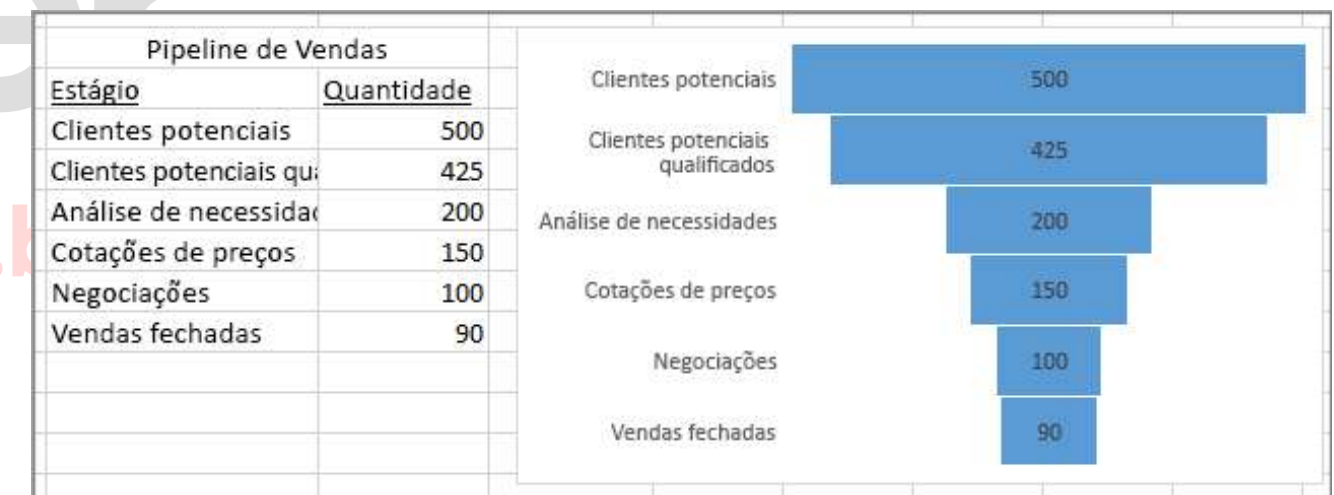 Pipeline de Vendas
Estágio Quantidade
Clientes potenciais 500
Clientes potenciais qua 425
Análise de necessidad 200
Cotações de preços 150
Negociações 100
Vendas fechadas 90
Clientes potenciais 500
Clientes potenciais
qualificados 425
Análise de necessidades 200
Cotações de preços 150
Negociações 100
Vendas fechadas 90